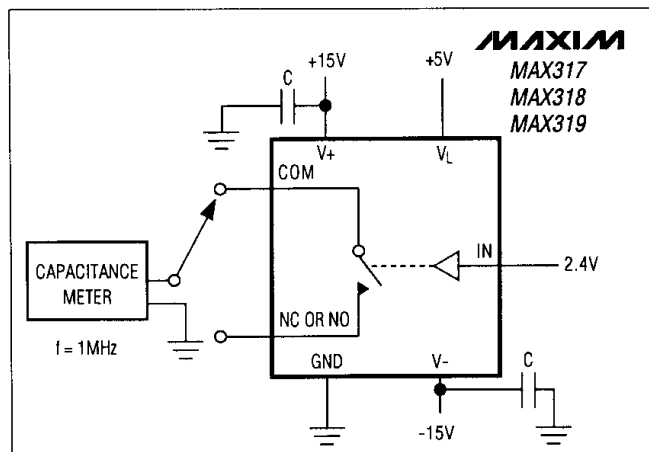 MAXIM
MAX317
MAX318
MAX319
+15V
+5V
C
V+
VL
COM
IN
2.4V
CAPACITANCE
METER
NC OR NO
f = 1MHz
GND
V-
C
-15V